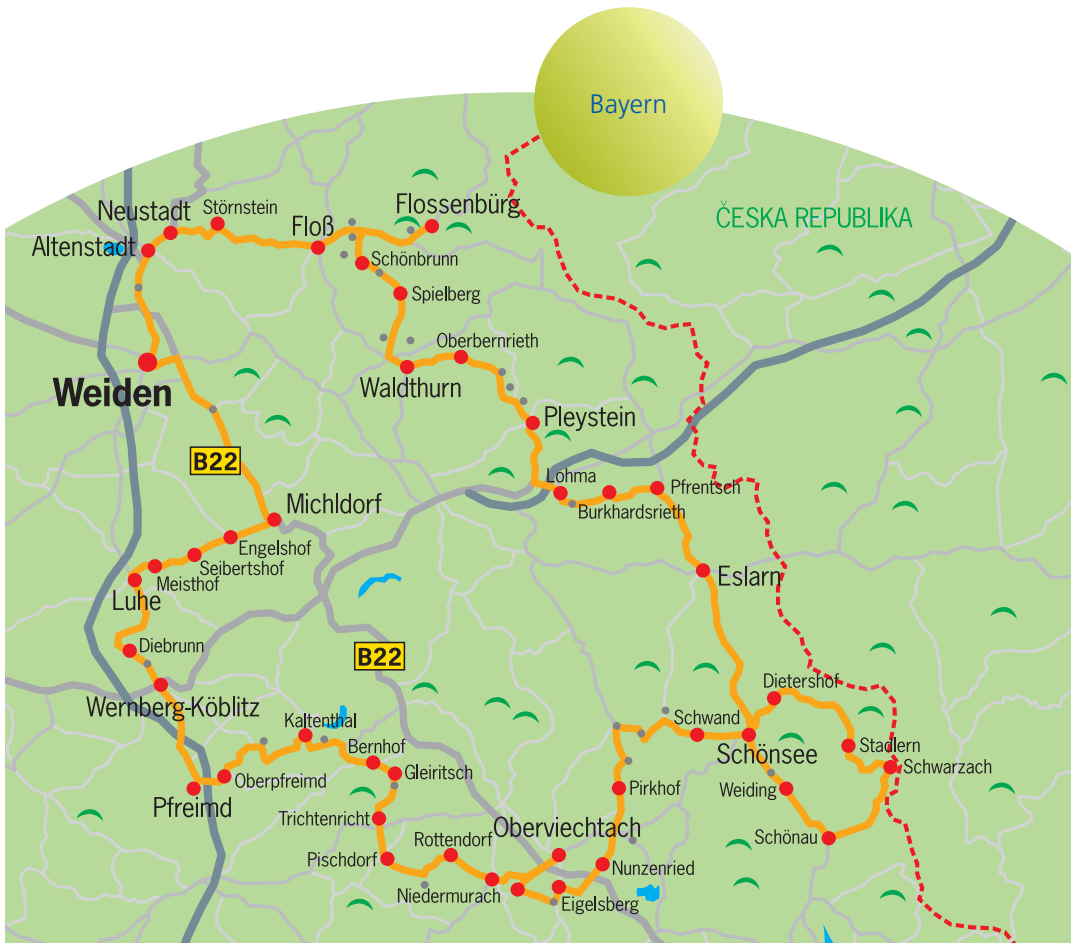 Bayern
ČESKA REPUBLIKA
Neustadt
Störnstein
Flossenbürg
Floß
Altenstadt
Schönbrunn
Spielberg
Oberbernrieth
Waldthurn
Weiden
Pleystein
B22
Lohma
Pfrentsch
Burkhardsrieth
Michldorf
Engelshof
Seibertshof
Meisthof
Eslarn
Luhe
Diebrunn
B22
Dietershof
Wernberg-Köblitz
Kaltenthal
Schwand
Bernhof
Schönsee
Stadlern
Schwarzach
Gleiritsch
Oberpfreimd
Pirkhof
Weiding
Pfreimd
Trichtenricht
Oberviechtach
Rottendorf
Schönau
Pischdorf
Nunzenried
Niedermurach
Eigelsberg